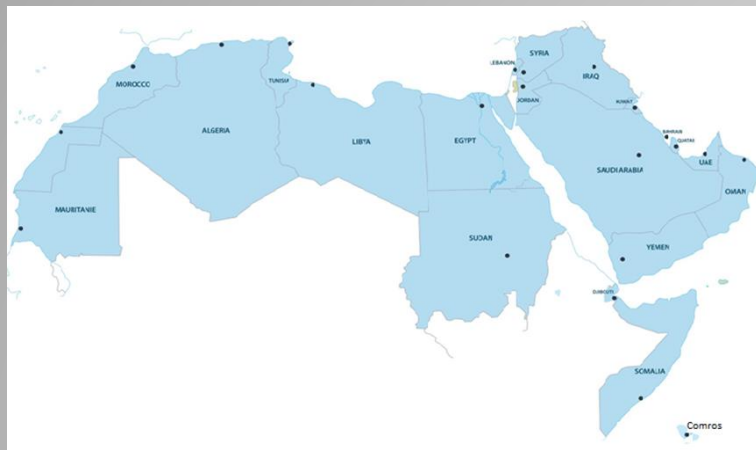 SYRIA
LEBANON
IRAQ
MOROCCO
TUNISIA
JORDAN
KUWAIT
ALGERIA
LIBYA
EGYPT
BAHRAIN
QUATAR
UAE
SAUDI ARABIA
OMAN
MAURITANIE
SUDAN
YEMEN
DJIBOUTI
SOMALIA
Comros